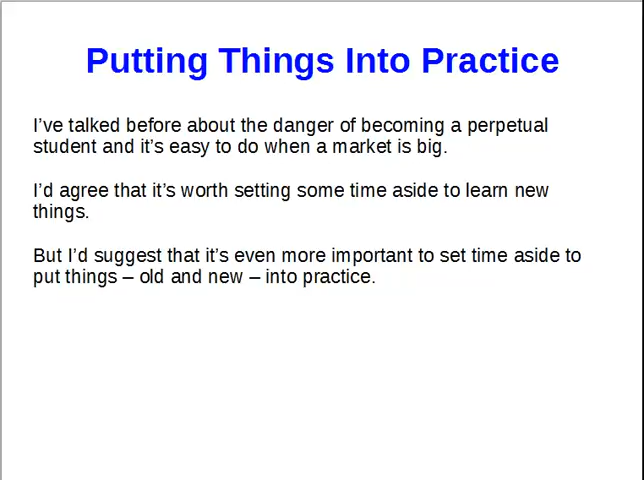 Putting Things Into Practice
I’ve talked before about the danger of becoming a perpetual
student and it’s easy to do when a market is big.
I’d agree that it’s worth setting some time aside to learn new
things.
But I’d suggest that it’s even more important to set time aside to
put things – old and new – into practice.